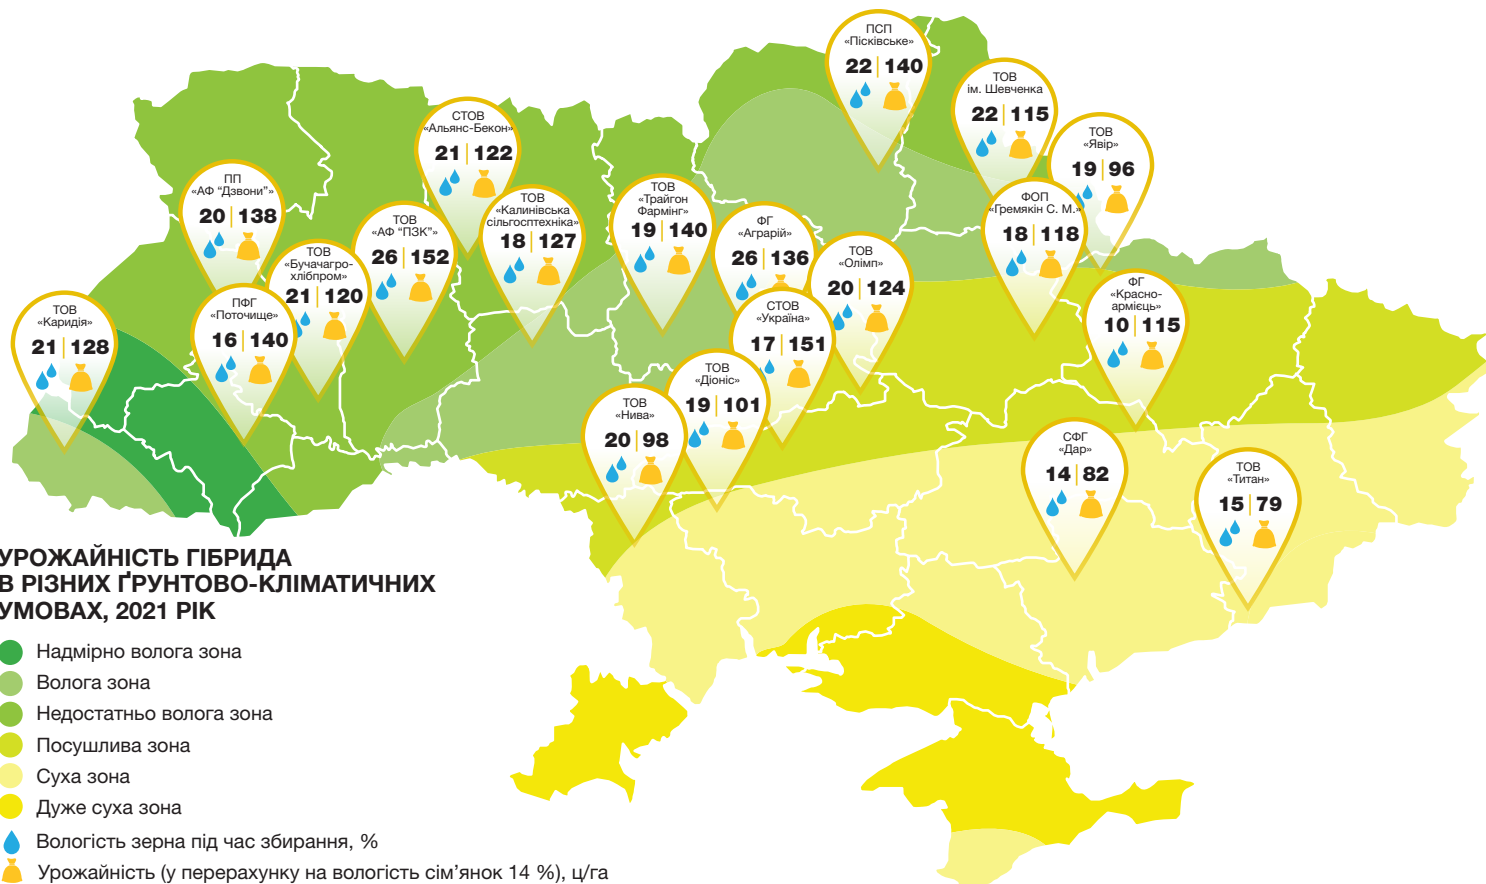 ПСП
«Пісківське»
22 | 140
ТОВ
ім. Шевченка
22 | 115
ТОВ
«Явір»
19 | 96
СТОВ
«Альянс-Бекон»
21 | 122
ПП
«АФ "Дзвони"»
20 | 138
ТОВ
«АФ "ПЗК"»
26 | 152
ТОВ
«Калинівська
сільгосптехніка»
18 | 127
ТОВ
«Трайгон
Фармінг»
19 | 140
ФГ
«Аграрій»
26 | 136
ТОВ
«Олімп»
20 | 124
ФОП
«Гремякін С. М.»
18 | 118
ТОВ
«Бучачагро-
хлібпром»
21 | 120
ТОВ
«Каридія»
21 | 128
ПФГ
«Поточище»
16 | 140
СТОВ
«Україна»
17 | 151
ФГ
«Красно-
армієць»
10 | 115
ТОВ
«Діоніс»
19 | 101
ТОВ
«Нива»
20 | 98
СФГ
«Дар»
14 | 82
ТОВ
«Титан»
15 | 79
УРОЖАЙНІСТЬ ГІБРИДА
В РІЗНИХ ҐРУНТОВО-КЛІМАТИЧНИХ
УМОВАХ, 2021 РІК
Надмірно волога зона
Волога зона
Недостатньо волога зона
Посушлива зона
Суха зона
Дуже суха зона
Вологість зерна під час збирання, %
Урожайність (у перерахунку на вологість сім’янок 14 %), ц/га